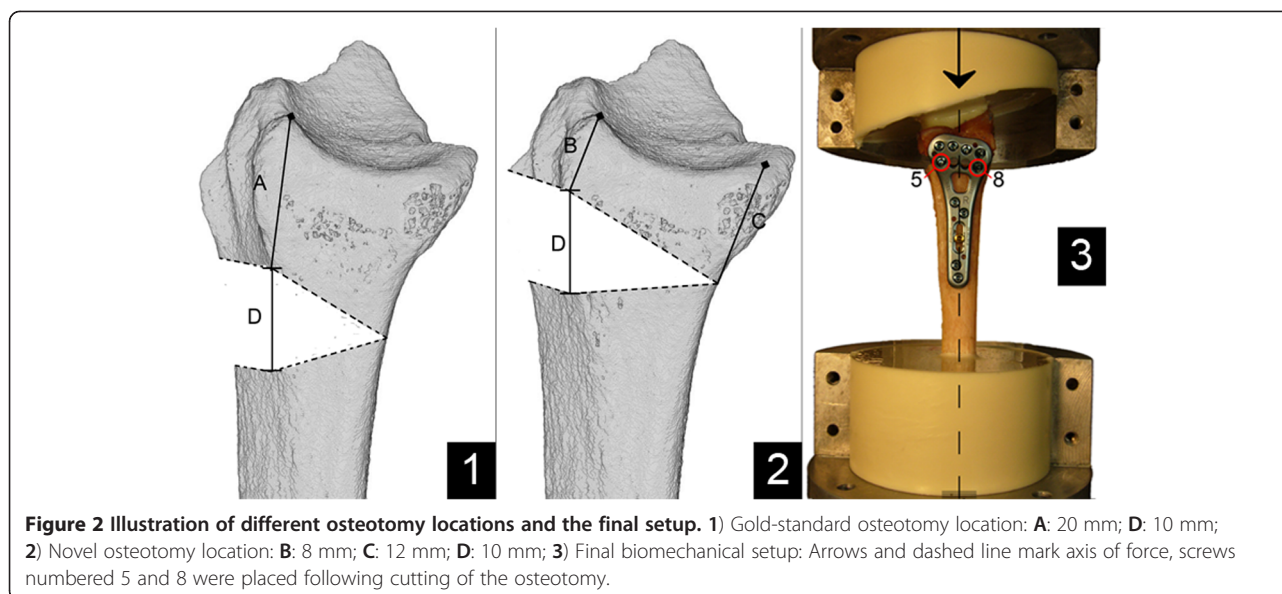 A
D
1
B
C
D
2
5
8
3
Figure 2 Illustration of different osteotomy locations and the final setup. 1) Gold-standard osteotomy location: A: 20 mm; D: 10 mm;
2) Novel osteotomy location: B: 8 mm; C: 12 mm; D: 10 mm; 3) Final biomechanical setup: Arrows and dashed line mark axis of force, screws
numbered 5 and 8 were placed following cutting of the osteotomy.